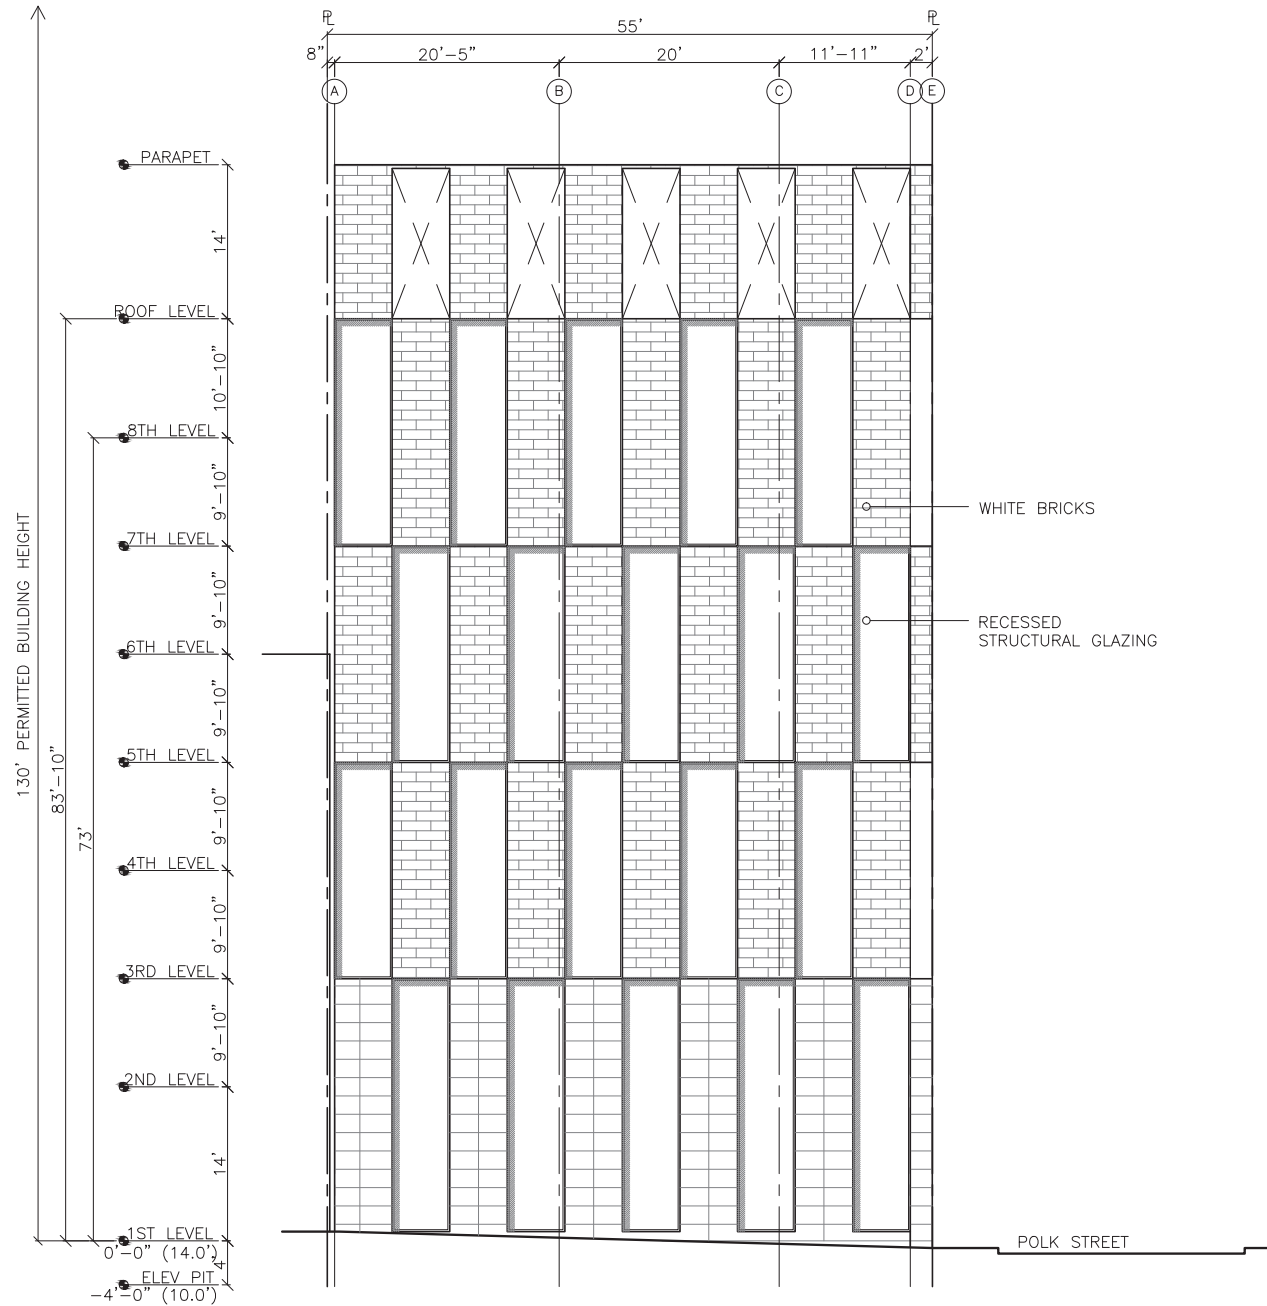 ℄ ℄
55'
8" 20'-5" 20' 11'-11" 2'
A B C D E
PARAPET
14'
ROOF LEVEL
10'-10"
8TH LEVEL
9'-10"
7TH LEVEL
9'-10"
6TH LEVEL
9'-10"
5TH LEVEL
9'-10"
4TH LEVEL
9'-10"
3RD LEVEL
9'-10"
2ND LEVEL
14'
1ST LEVEL
0'-0" (14.0')
4'
ELEV PIT
-4'-0" (10.0')
130' PERMITTED BUILDING HEIGHT
83'-10"
73'
WHITE BRICKS
RECESSED
STRUCTURAL GLAZING
POLK STREET